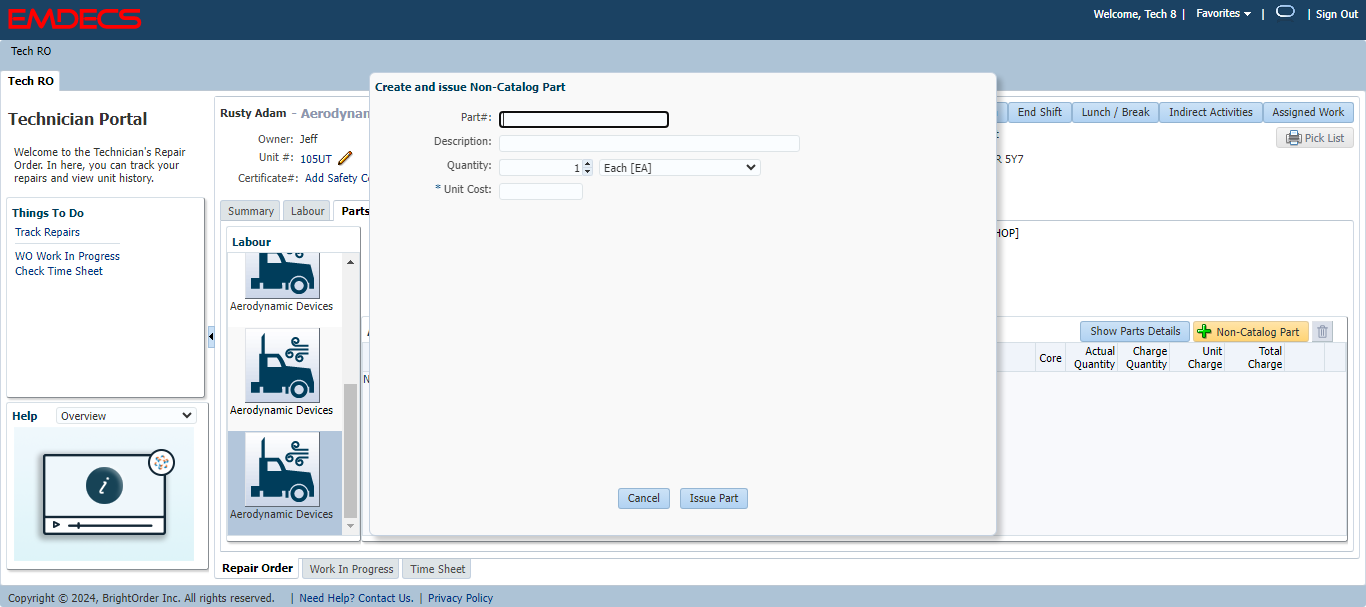 EMDECS
Welcome, Tech 8 | Favorites | | Sign Out
Tech RO
Tech RO
Technician Portal
Welcome to the Technician's Repair
Order. In here, you can track your
repairs and view unit history.
Things To Do
Track Repairs
WO Work In Progress
Check Time Sheet
Help
Overview
i
Rusty Adam - Aerodynam
Owner: Jeff
Unit #: 105UT
Certificate#: Add Safety Ce
Summary
Labour
Parts
Labour
Aerodynamic Devices
Aerodynamic Devices
Aerodynamic Devices
Create and issue Non-Catalog Part
Part#:
Description:
Quantity: 1 Each [EA]
* Unit Cost:
Cancel
Issue Part
End Shift
Lunch / Break
Indirect Activities
Assigned Work
Pick List
R 5Y7
HOP]
Show Parts Details
Non-Catalog Part
Core
Actual
Quantity
Charge
Quantity
Unit
Charge
Total
Charge
Repair Order
Work In Progress
Time Sheet
Copyright © 2024, BrightOrder Inc. All rights reserved. | Need Help? Contact Us. | Privacy Policy